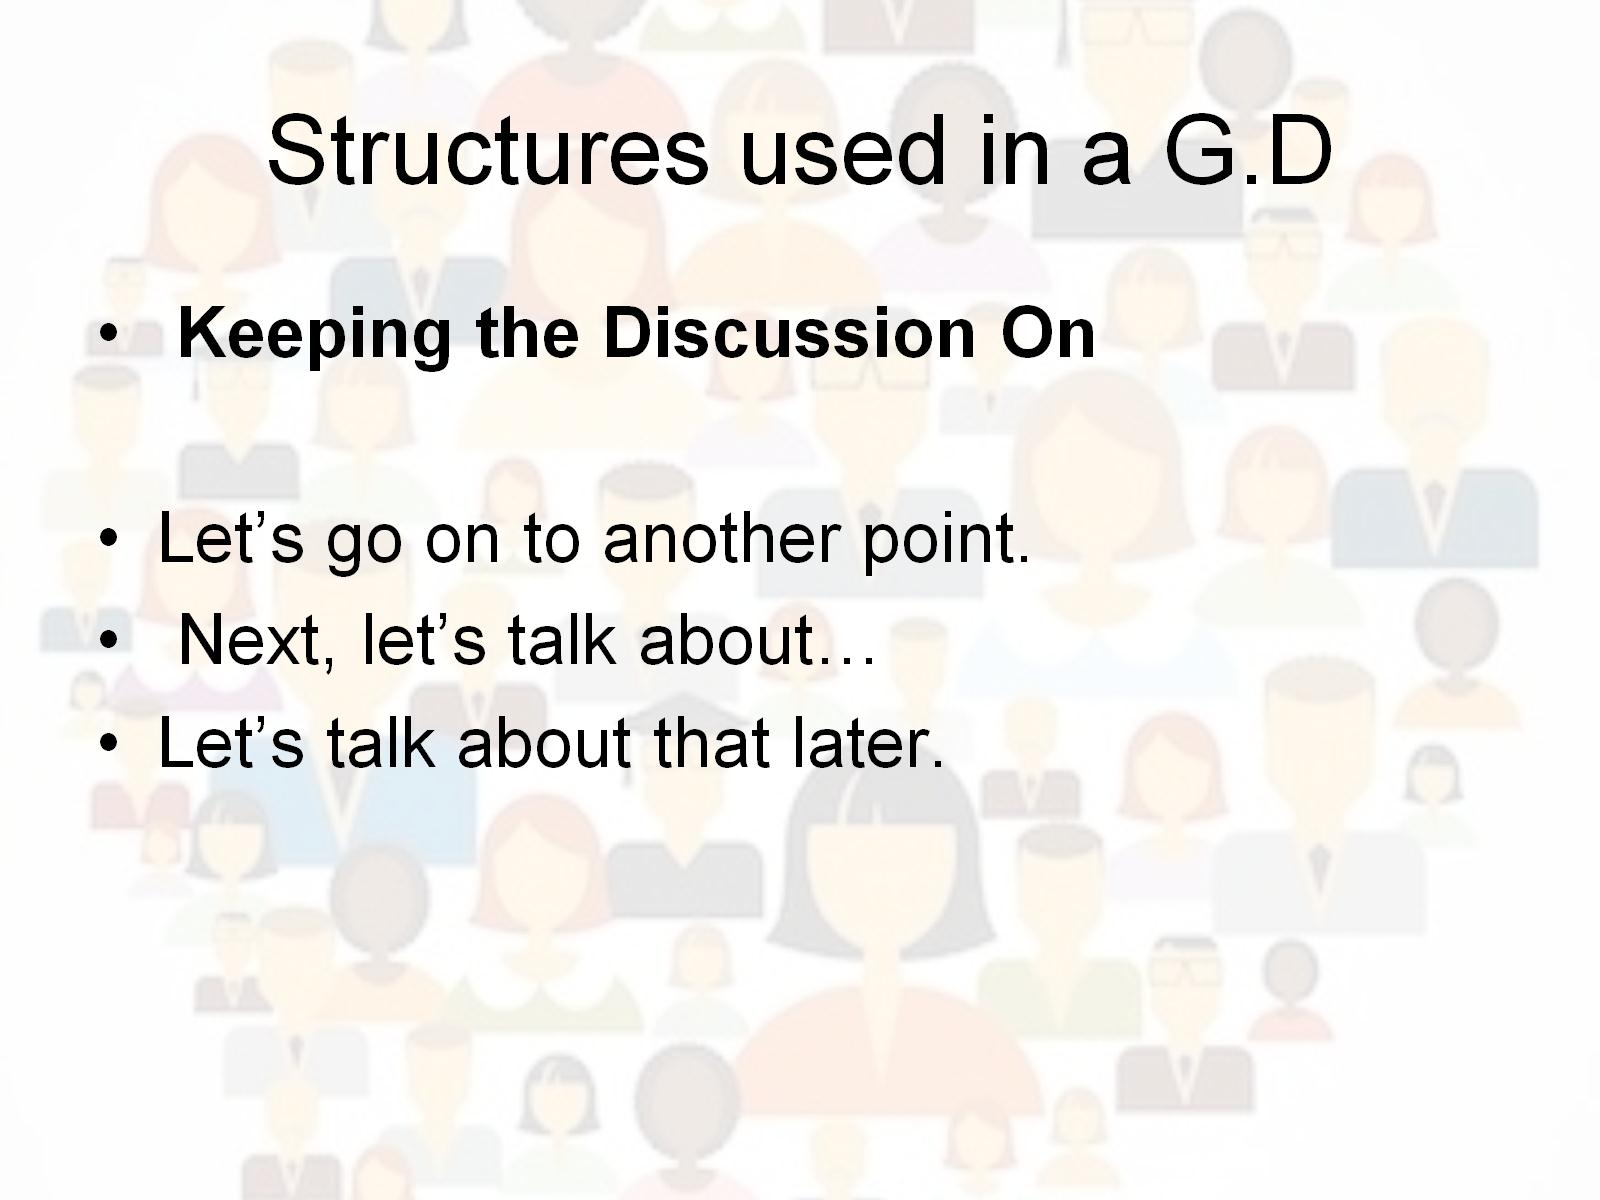 Structures used in a G.D
• Keeping the Discussion On
• Let’s go on to another point.
• Next, let’s talk about…
• Let’s talk about that later.